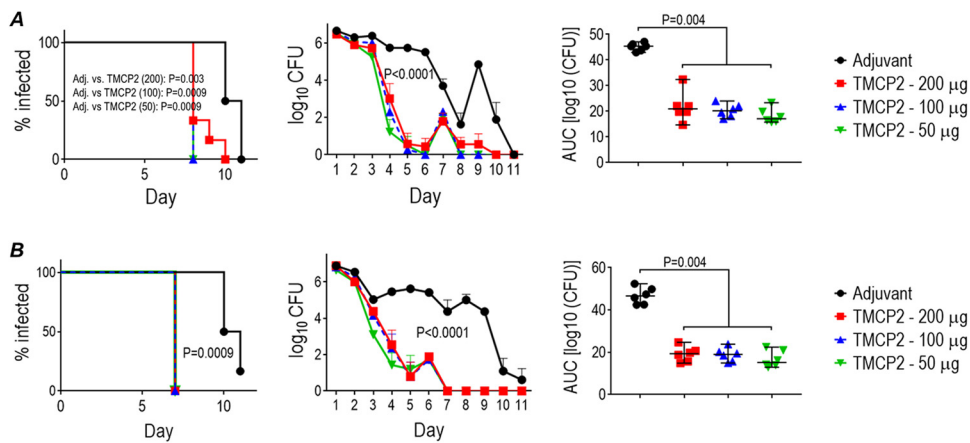 A
% infected
100
50
0
Adj. vs. TMCP2 (200): P=0.003
Adj. vs TMCP2 (100): P=0.0009
Adj. vs TMCP2 (50): P=0.0009
0 5 10
Day
log10 CFU
6
4
2
0
P<0.0001
1 2 3 4 5 6 7 8 9 10 11
Day
AUC [log10 (CFU)]
50
40
30
20
10
0
P=0.004
Adjuvant
TMCP2 - 200 μg
TMCP2 - 100 μg
TMCP2 - 50 μg
B
% infected
100
50
0
P=0.0009
0 5 10
Day
log10 CFU
6
4
2
0
P<0.0001
1 2 3 4 5 6 7 8 9 10 11
Day
AUC [log10 (CFU)]
60
40
20
0
P=0.004
Adjuvant
TMCP2 - 200 μg
TMCP2 - 100 μg
TMCP2 - 50 μg